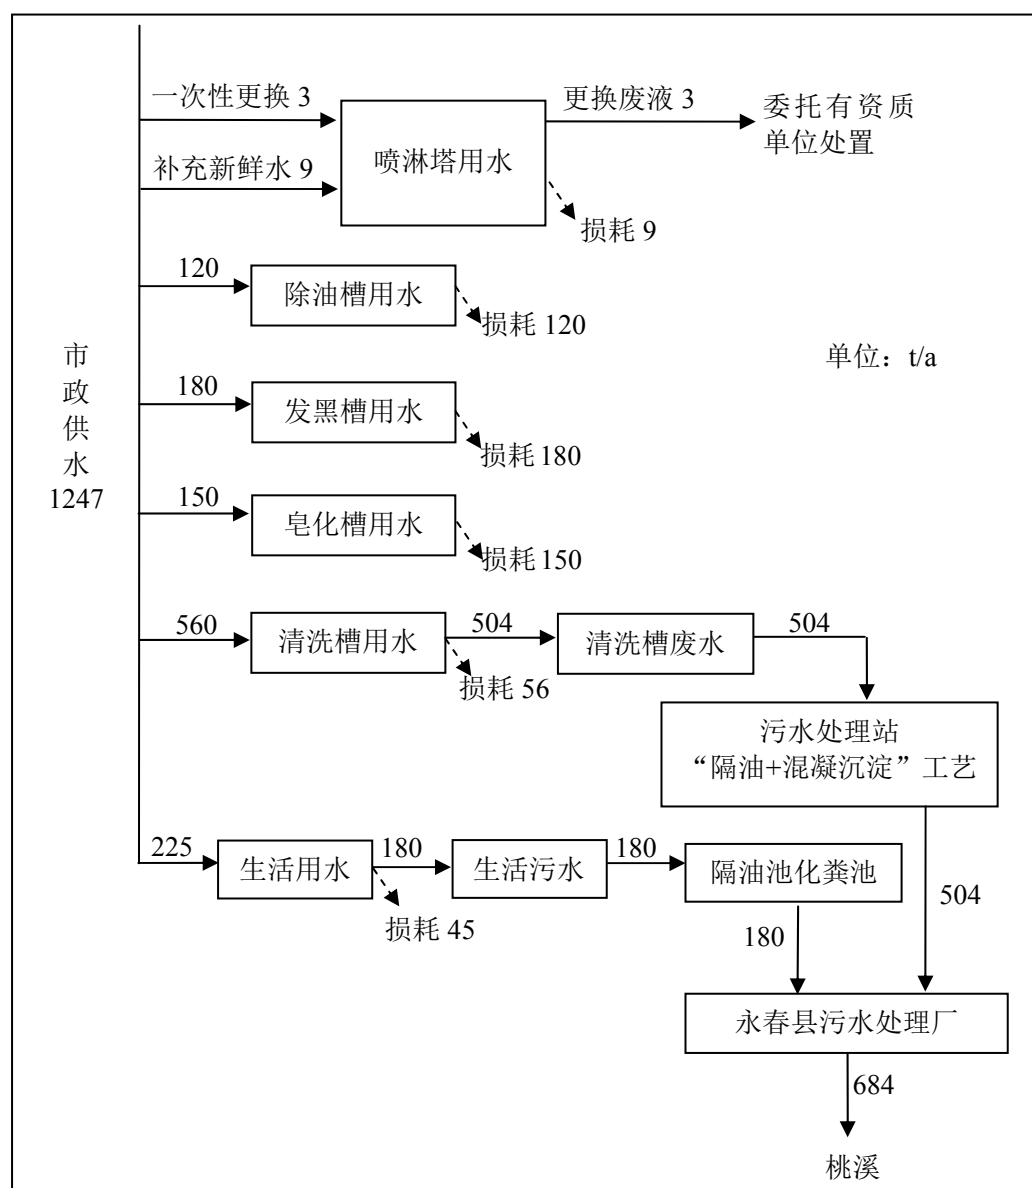 一次性更换 3
更换废液 3
委托有资质
单位处置
喷淋塔用水
补充新鲜水 9
损耗 9
120
除油槽用水
损耗 120
单位：t/a
市
政
供
水
1247
180
发黑槽用水
损耗 180
150
皂化槽用水
损耗 150
560
清洗槽用水
504
清洗槽废水
504
损耗 56
污水处理站
“隔油+混凝沉淀”工艺
225
生活用水
180
生活污水
180
隔油池化粪池
504
损耗 45
180
永春县污水处理厂
684
桃溪